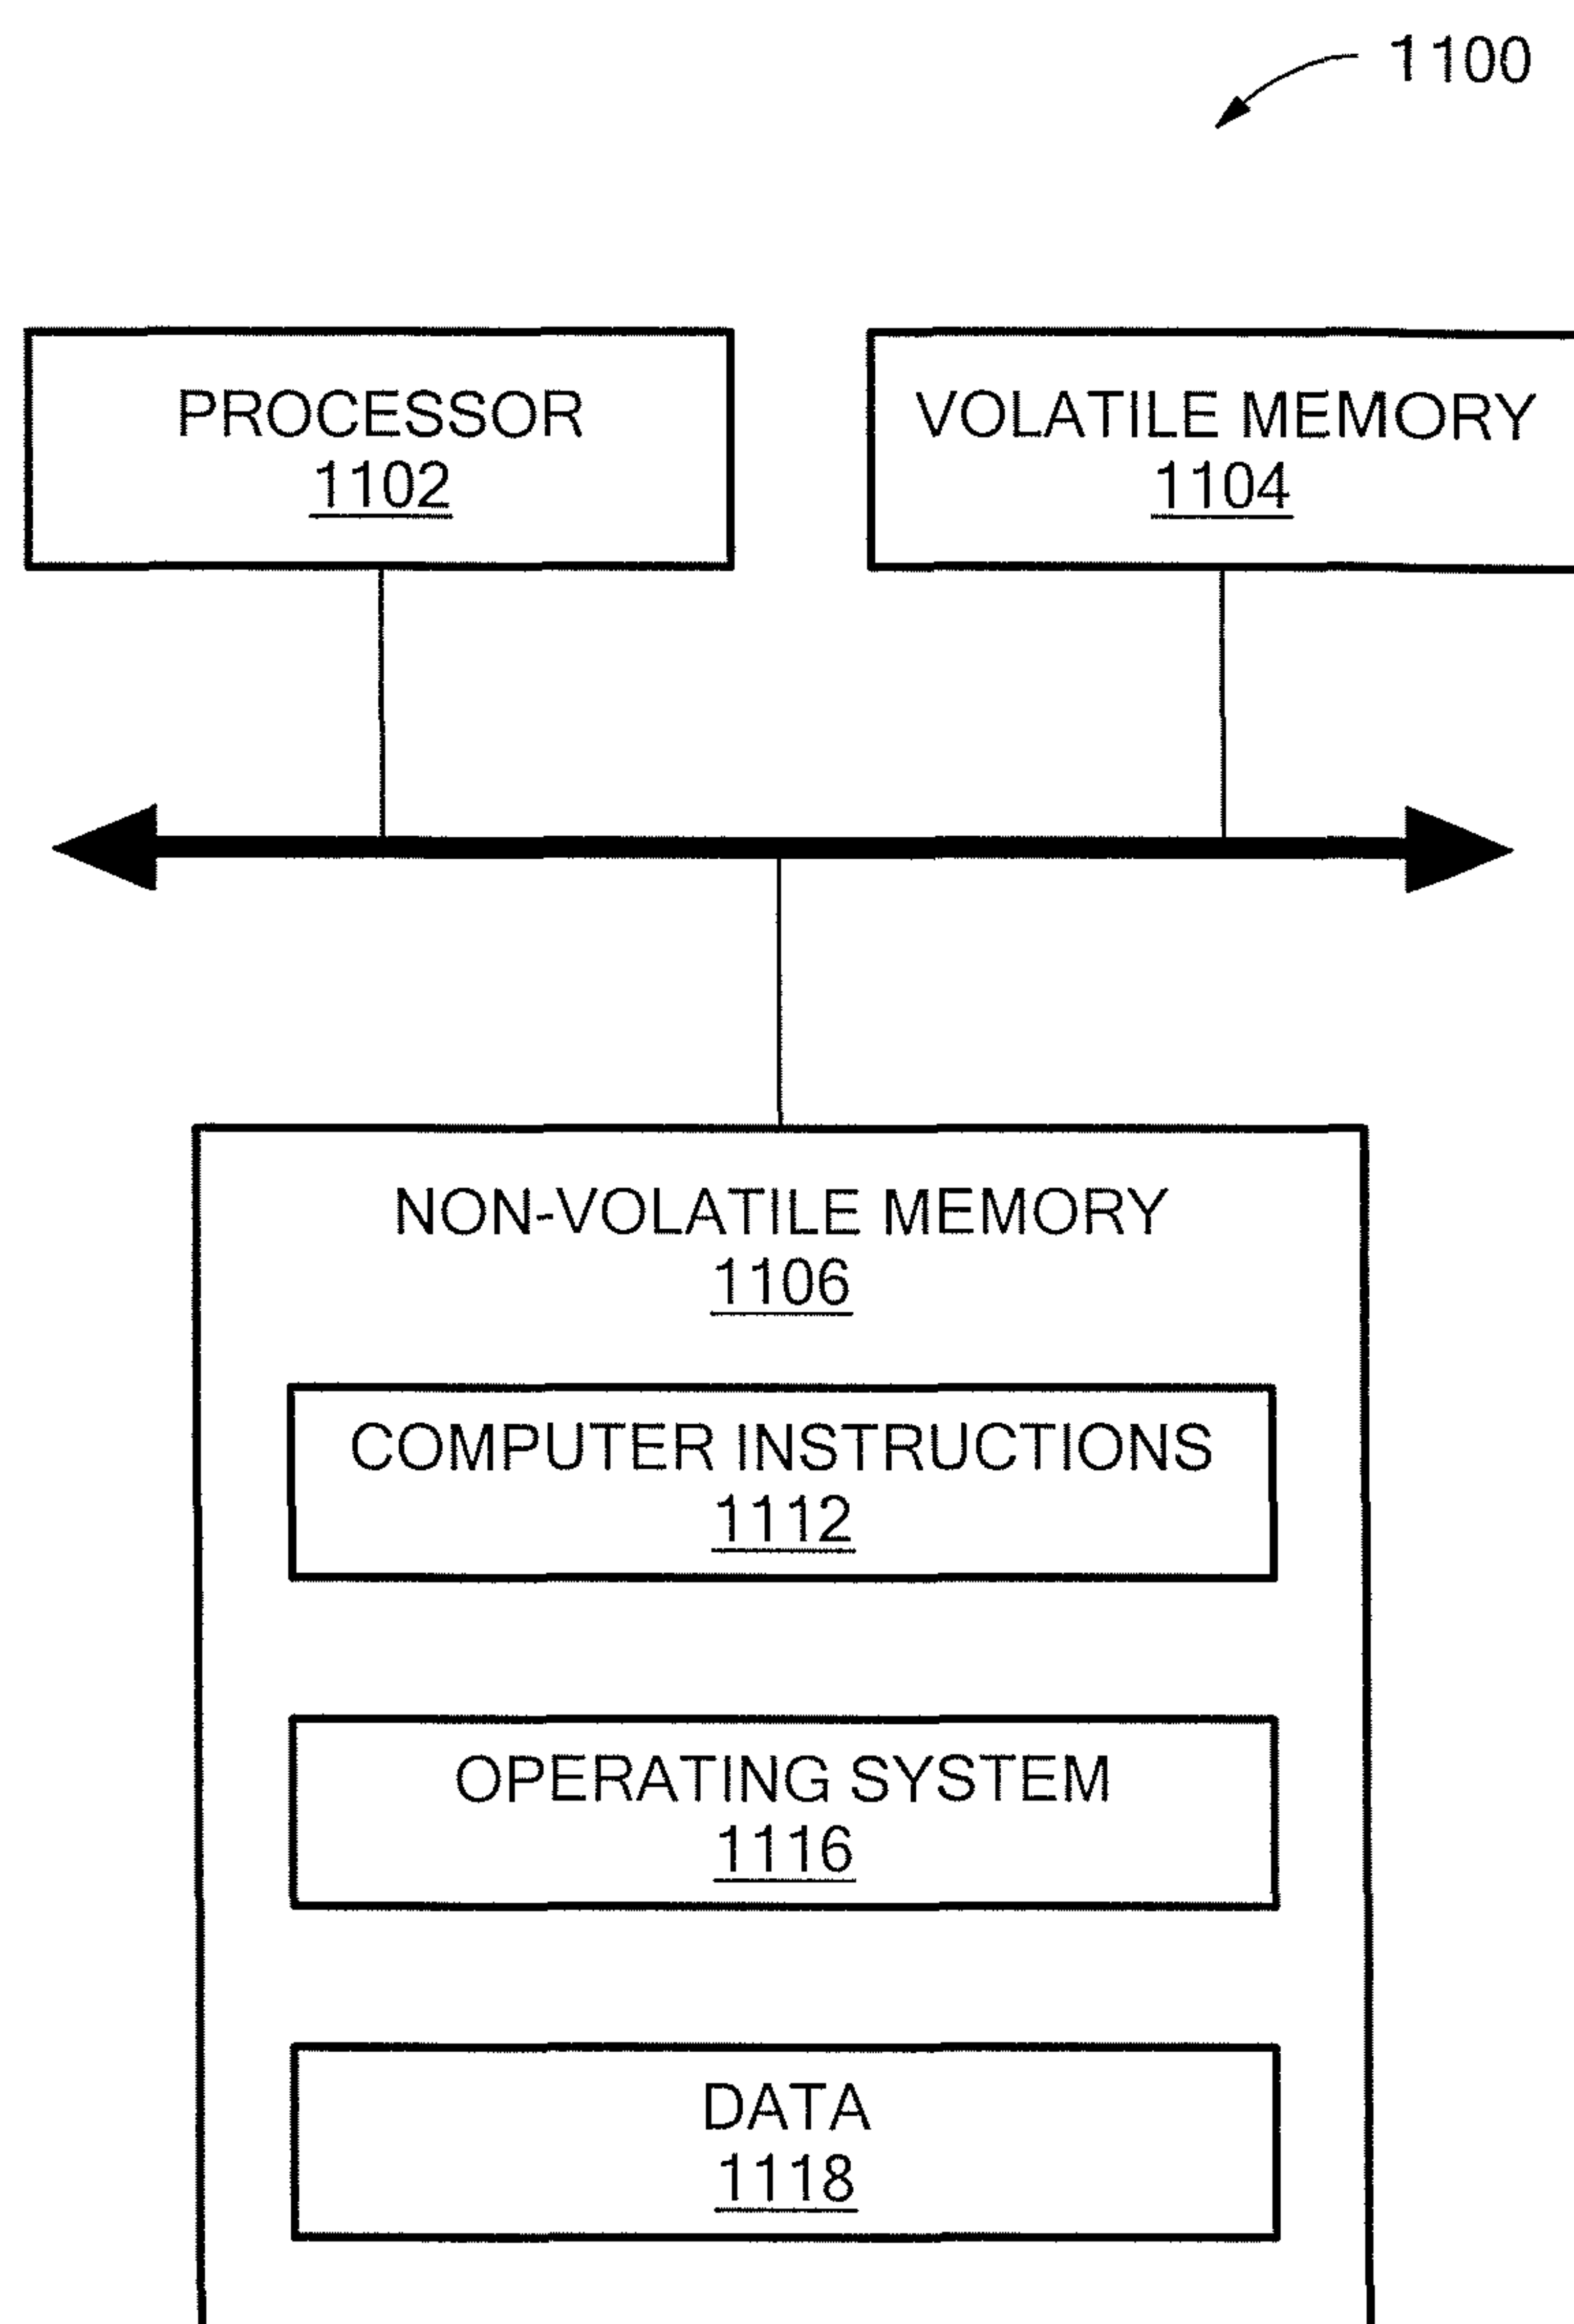 1100
PROCESSOR
1102
VOLATILE MEMORY
1104
NON-VOLATILE MEMORY
1106
COMPUTER INSTRUCTIONS
1112
OPERATING SYSTEM
1116
DATA
1118